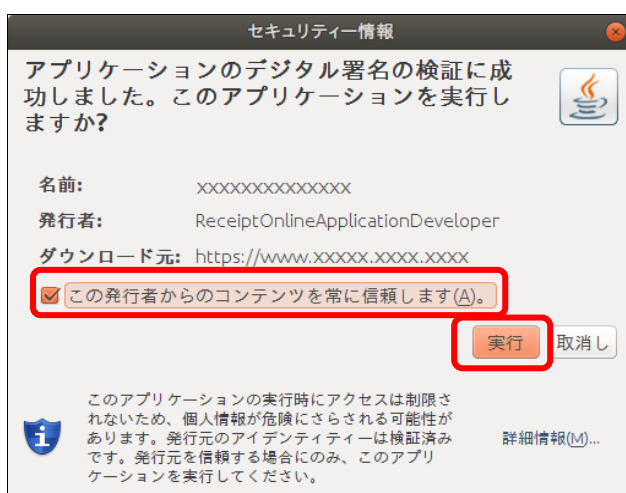 セキュリティー情報
アプリケーションのデジタル署名の検証に成
功しました。このアプリケーションを実行し
ますか?
名前: xxxxxxxxxxxxxx
発行者: ReceiptOnlineApplicationDeveloper
ダウンロード元: https://www.xxxxx.xxxx.xxxx
この発行者からのコンテンツを常に信頼します(A)。
実行 取消し
このアプリケーションの実行時にアクセスは制限さ
れないため、個人情報が危険にさらされる可能性が
あります。発行元のアイデンティティーは検証済み
です。発行元を信頼する場合にのみ、このアプリ
ケーションを実行してください。
詳細情報(M)...